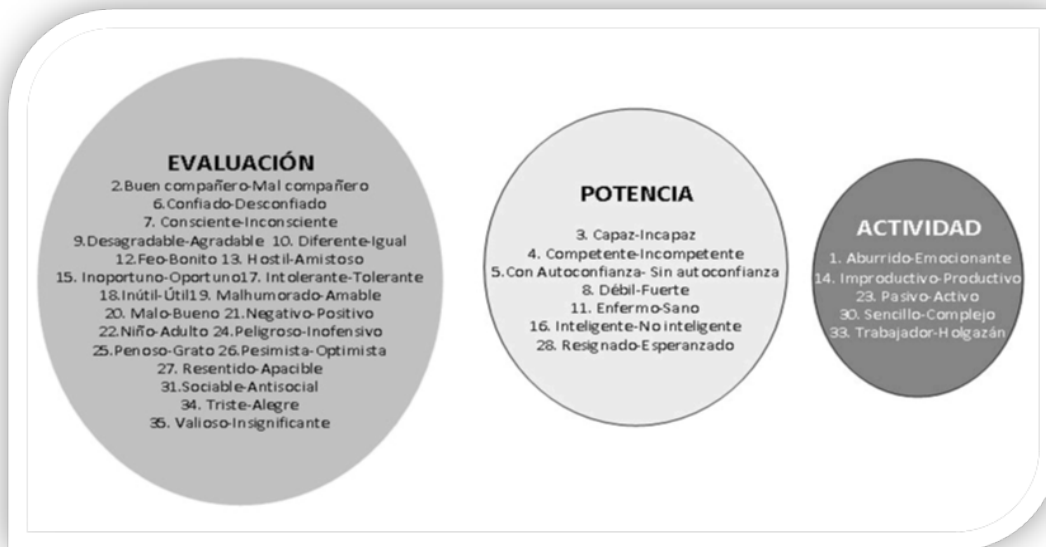 EVALUACIÓN
2.Buen compañero-Mal compañero
6.Confiado-Desconfiado
7. Consciente-Inconsciente
9.Desagradable-Agradable 10. Diferente-Igual
12.Feo-Bonito 13. Hostil-Amistoso
15. Inoportuno-Oportuno17. Intolerante-Tolerante
18.Inútil-Útil19. Malhumorado-Amable
20. Malo-Bueno 21.Negativo-Positivo
22.Niño-Adulto 24.Peligroso-Inofensivo
25.Penoso-Grato 26.Pesimista-Optimista
27. Resentido-Apacible
31.Sociable-Antisocial
34. Triste-Alegre
35. Valioso-Insignificante
POTENCIA
3. Capaz-Incapaz
4. Competente-Incompetente
5.Con Autoconfianza- Sin autoconfianza
8. Débil-Fuerte
11. Enfermo-Sano
16. Inteligente-No inteligente
28. Resignado-Esperanzado
ACTIVIDAD
1. Aburrido-Emocionante
14. Improductivo-Productivo
23. Pasivo-Activo
30. Sencillo-Complejo
33. Trabajador-Holgazán